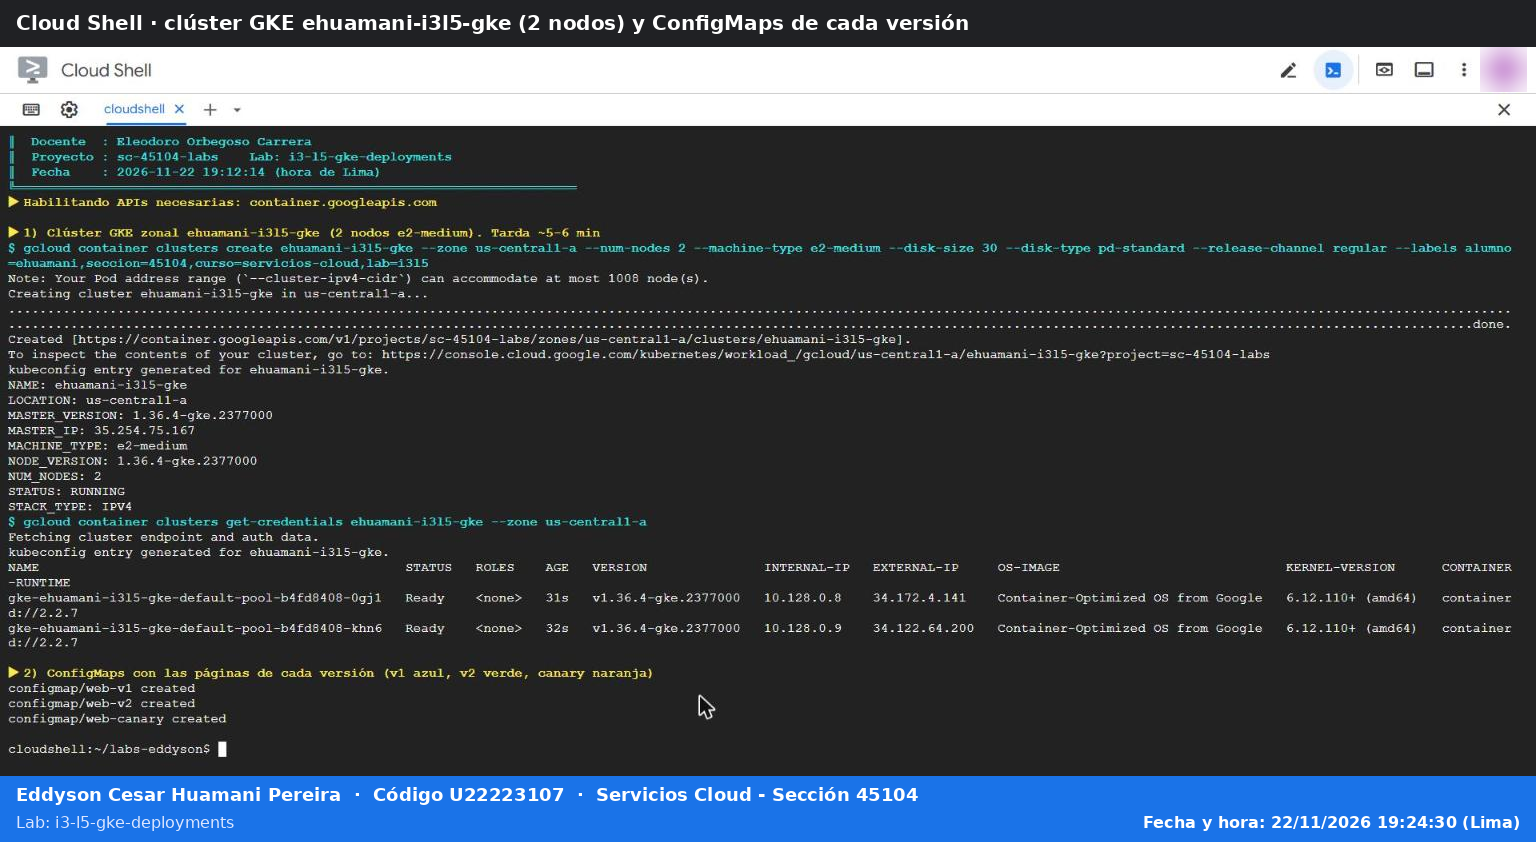 Cloud Shell · clúster GKE ehuamani-i3l5-gke (2 nodos) y ConfigMaps de cada versión
Cloud Shell
cloudshell
Docente  : Eleodoro Orbegoso Carrera
Proyecto : sc-45104-labs    Lab: i3-l5-gke-deployments
Fecha    : 2026-11-22 19:12:14 (hora de Lima)
▶ Habilitando APIs necesarias: container.googleapis.com
▶ 1) Clúster GKE zonal ehuamani-i3l5-gke (2 nodos e2-medium). Tarda ~5-6 min
$ gcloud container clusters create ehuamani-i3l5-gke --zone us-central1-a --num-nodes 2 --machine-type e2-medium --disk-size 30 --disk-type pd-standard --release-channel regular --labels alumno
=ehuamani,seccion=45104,curso=servicios-cloud,lab=i3l5
Note: Your Pod address range (`--cluster-ipv4-cidr`) can accommodate at most 1008 node(s).
Creating cluster ehuamani-i3l5-gke in us-central1-a...
done.
Created [https://container.googleapis.com/v1/projects/sc-45104-labs/zones/us-central1-a/clusters/ehuamani-i3l5-gke].
To inspect the contents of your cluster, go to: https://console.cloud.google.com/kubernetes/workload_/gcloud/us-central1-a/ehuamani-i3l5-gke?project=sc-45104-labs
kubeconfig entry generated for ehuamani-i3l5-gke.
NAME: ehuamani-i3l5-gke
LOCATION: us-central1-a
MASTER_VERSION: 1.36.4-gke.2377000
MASTER_IP: 35.254.75.167
MACHINE_TYPE: e2-medium
NODE_VERSION: 1.36.4-gke.2377000
NUM_NODES: 2
STATUS: RUNNING
STACK_TYPE: IPV4
$ gcloud container clusters get-credentials ehuamani-i3l5-gke --zone us-central1-a
Fetching cluster endpoint and auth data.
kubeconfig entry generated for ehuamani-i3l5-gke.
NAME   STATUS   ROLES   AGE   VERSION   INTERNAL-IP   EXTERNAL-IP   OS-IMAGE   KERNEL-VERSION   CONTAINER
-RUNTIME
gke-ehuamani-i3l5-gke-default-pool-b4fd8408-0gj1   Ready   <none>   31s   v1.36.4-gke.2377000   10.128.0.8   34.172.4.141   Container-Optimized OS from Google   6.12.110+ (amd64)   container
d://2.2.7
gke-ehuamani-i3l5-gke-default-pool-b4fd8408-khn6   Ready   <none>   32s   v1.36.4-gke.2377000   10.128.0.9   34.122.64.200   Container-Optimized OS from Google   6.12.110+ (amd64)   container
d://2.2.7
▶ 2) ConfigMaps con las páginas de cada versión (v1 azul, v2 verde, canary naranja)
configmap/web-v1 created
configmap/web-v2 created
configmap/web-canary created
cloudshell:~/labs-eddyson$
Eddyson Cesar Huamani Pereira · Código U22223107 · Servicios Cloud - Sección 45104
Lab: i3-l5-gke-deployments
Fecha y hora: 22/11/2026 19:24:30 (Lima)